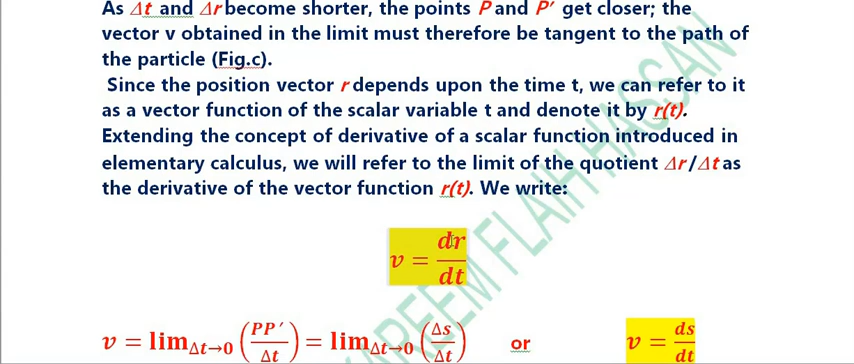 As Δt and Δr become shorter, the points P and P′ get closer; the
vector v obtained in the limit must therefore be tangent to the path of
the particle (Fig.c).
Since the position vector r depends upon the time t, we can refer to it
as a vector function of the scalar variable t and denote it by r(t).
Extending the concept of derivative of a scalar function introduced in
elementary calculus, we will refer to the limit of the quotient Δr/Δt as
the derivative of the vector function r(t). We write:
v = dr/dt
v = lim Δt→0 (PP′/Δt) = lim Δt→0 (Δs/Δt) or v = ds/dt
KAREEM FLAIH HASSAN